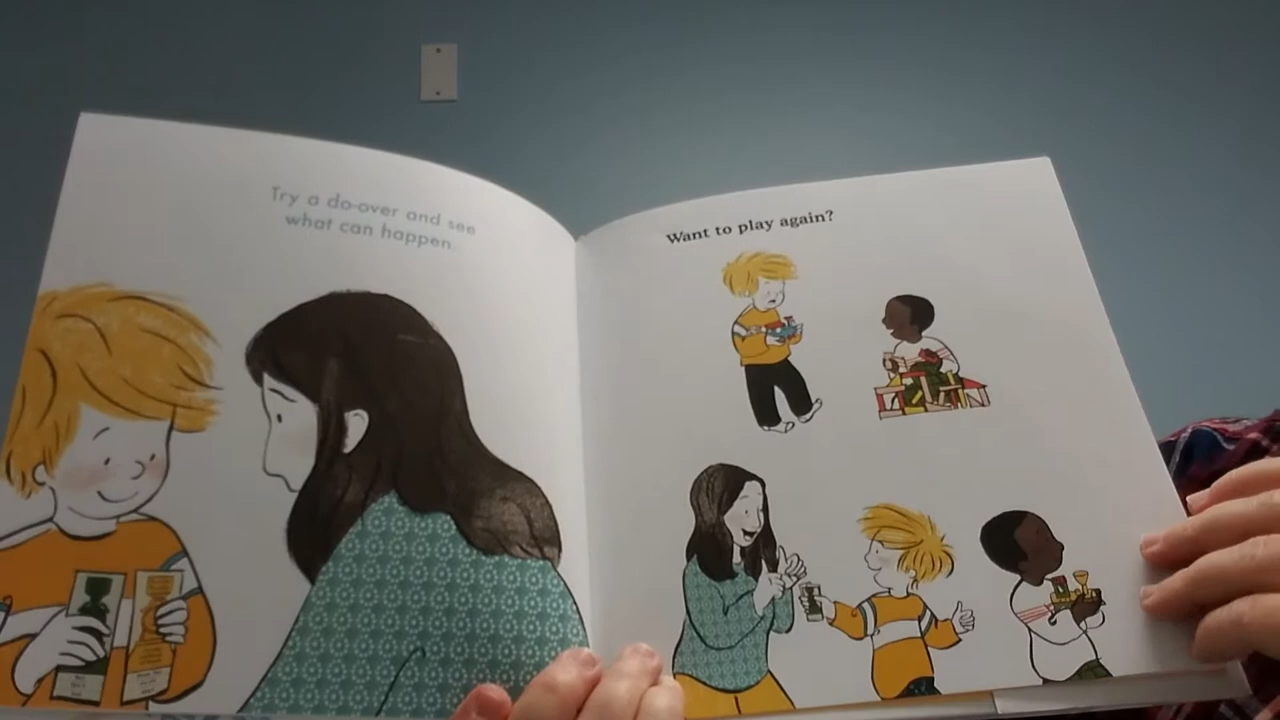 Try a do-over and see
what can happen.
Want to play again?